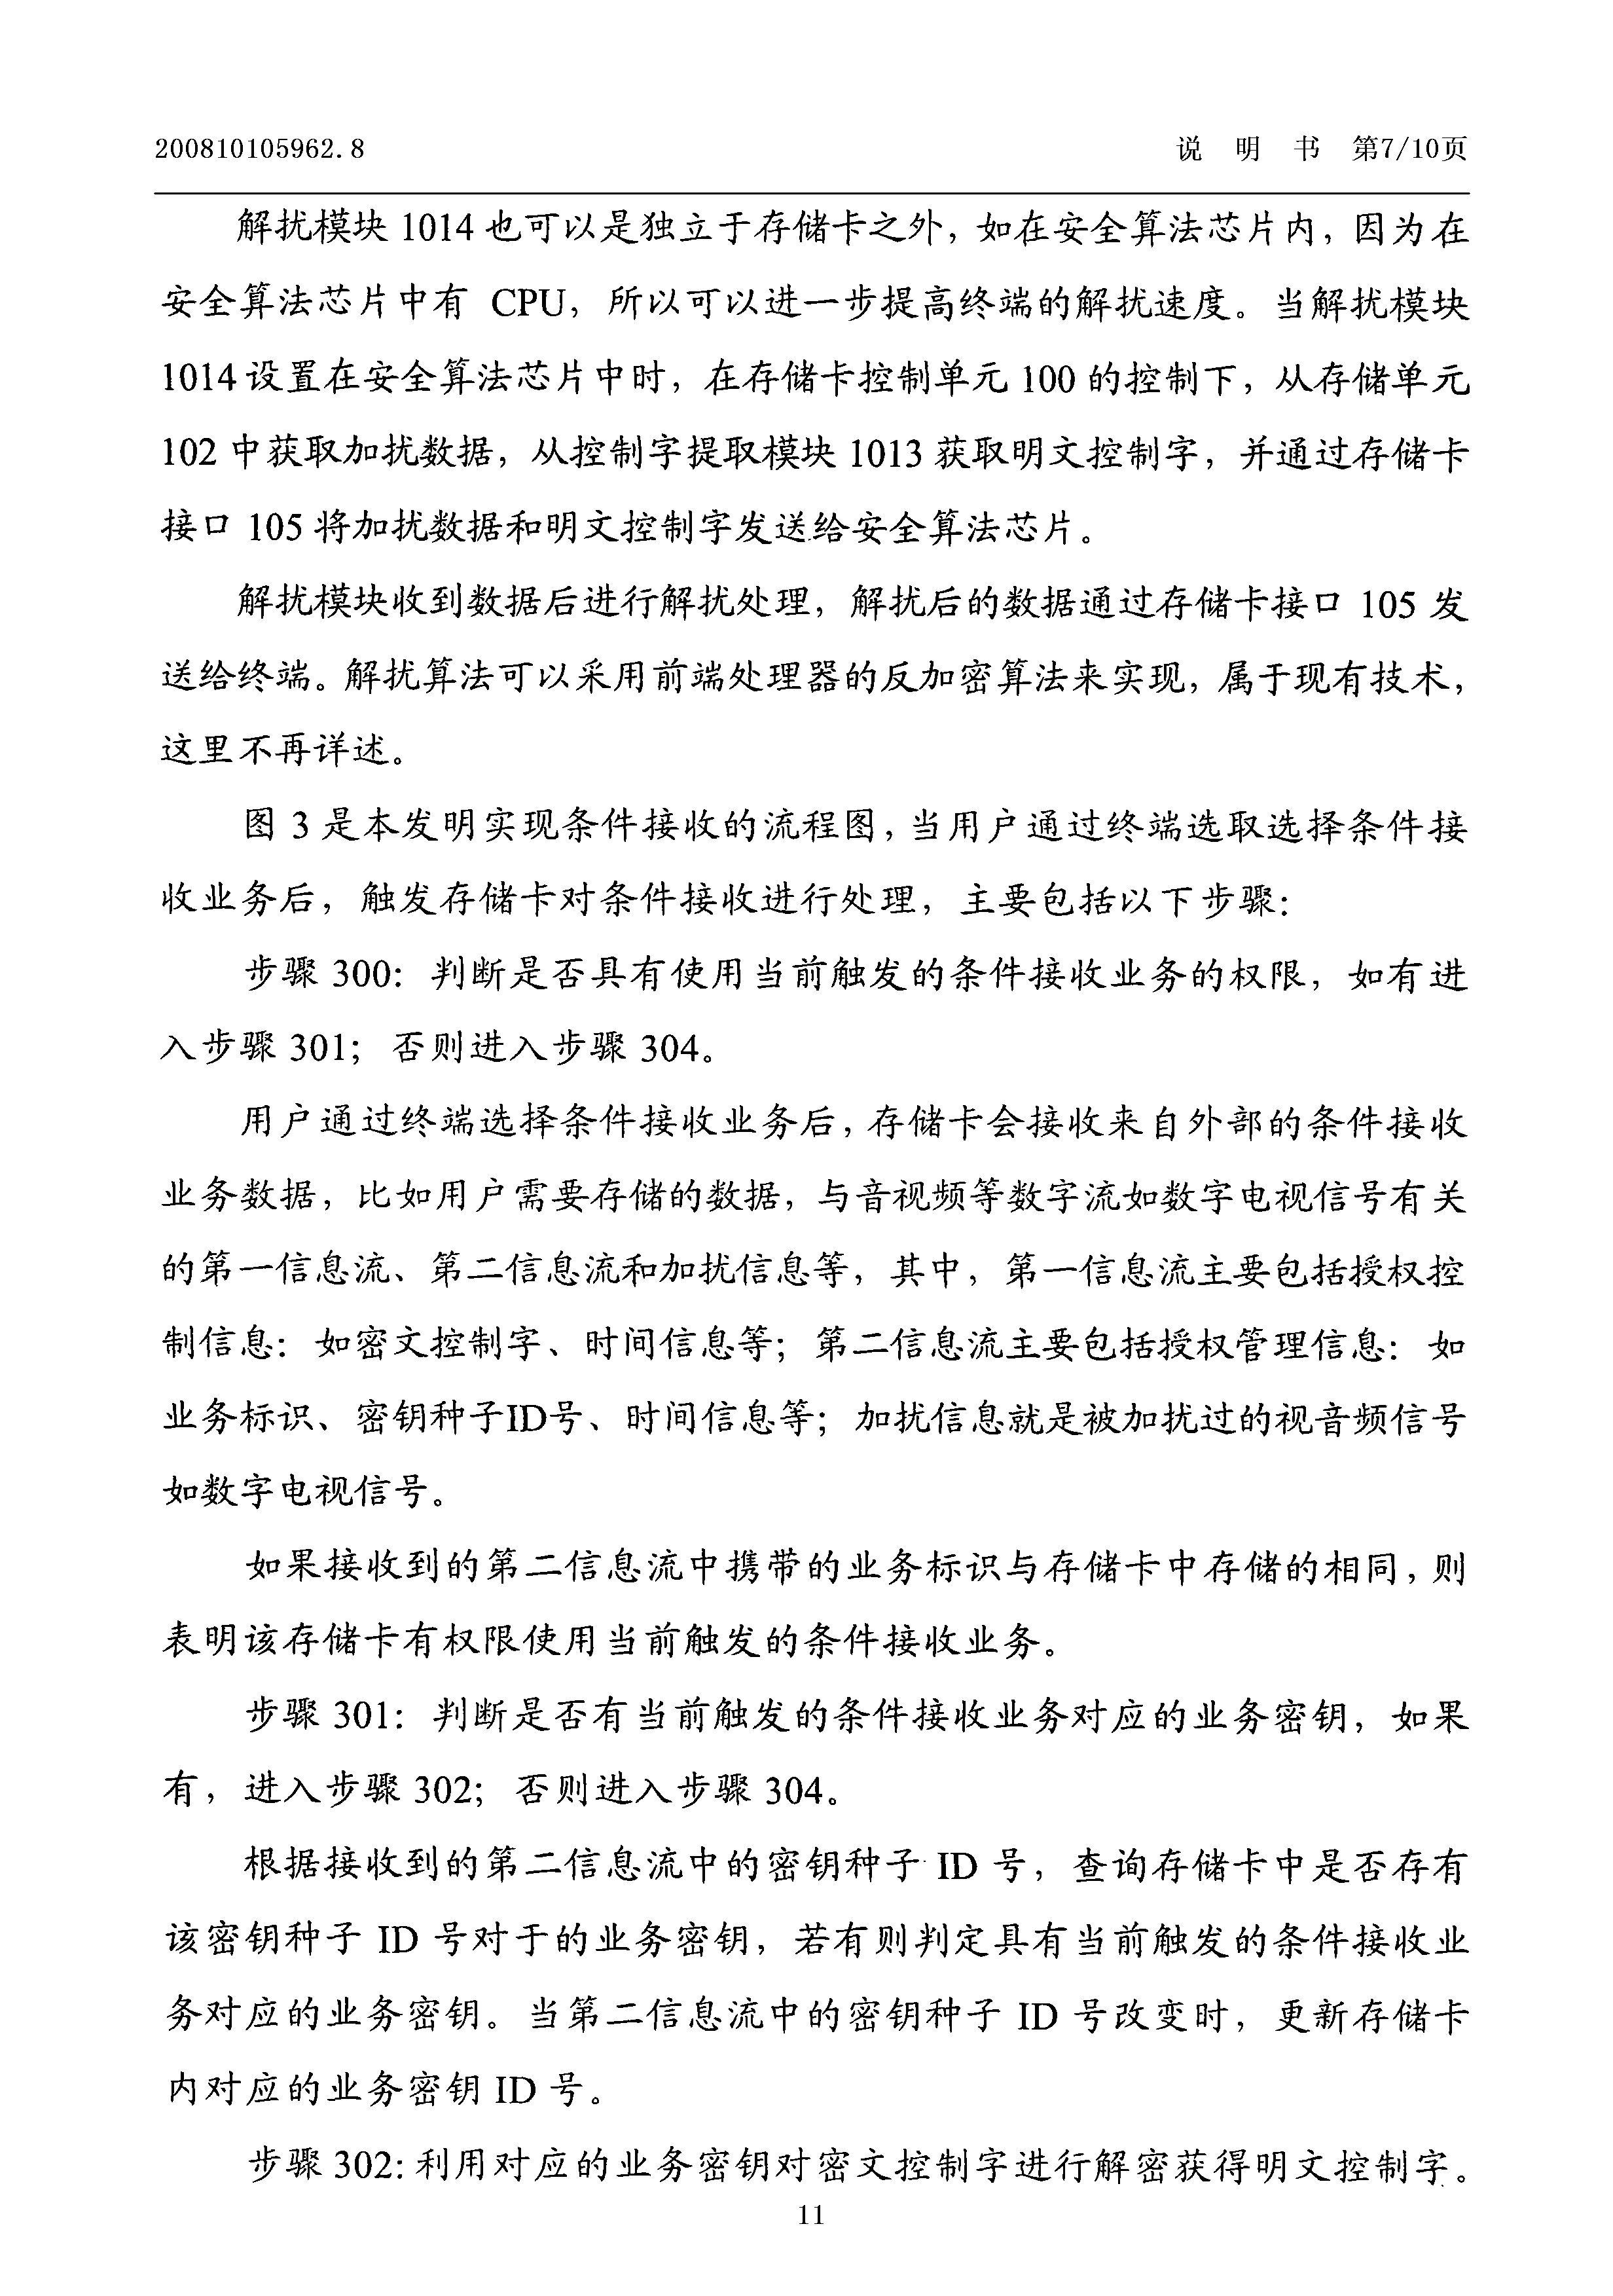 200810105962.8
说 明 书 第7/10页
解扰模块 1014 也可以是独立于存储卡之外，如在安全算法芯片内，因为在
安全算法芯片中有 CPU，所以可以进一步提高终端的解扰速度。当解扰模块
1014 设置在安全算法芯片中时，在存储卡控制单元 100 的控制下，从存储单元
102 中获取加扰数据，从控制字提取模块 1013 获取明文控制字，并通过存储卡
接口 105 将加扰数据和明文控制字发送给安全算法芯片。
解扰模块收到数据后进行解扰处理，解扰后的数据通过存储卡接口 105 发
送给终端。解扰算法可以采用前端处理器的反加密算法来实现，属于现有技术，
这里不再详述。
图 3 是本发明实现条件接收的流程图，当用户通过终端选取选择条件接
收业务后，触发存储卡对条件接收进行处理，主要包括以下步骤：
步骤 300：判断是否具有使用当前触发的条件接收业务的权限，如有进
入步骤 301；否则进入步骤 304。
用户通过终端选择条件接收业务后，存储卡会接收来自外部的条件接收
业务数据，比如用户需要存储的数据，与音视频等数字流如数字电视信号有关
的第一信息流、第二信息流和加扰信息等，其中，第一信息流主要包括授权控
制信息：如密文控制字、时间信息等；第二信息流主要包括授权管理信息：如
业务标识、密钥种子ID号、时间信息等；加扰信息就是被加扰过的视音频信号
如数字电视信号。
如果接收到的第二信息流中携带的业务标识与存储卡中存储的相同，则
表明该存储卡有权限使用当前触发的条件接收业务。
步骤 301：判断是否有当前触发的条件接收业务对应的业务密钥，如果
有，进入步骤 302；否则进入步骤 304。
根据接收到的第二信息流中的密钥种子 ID 号，查询存储卡中是否存有
该密钥种子 ID 号对于的业务密钥，若有则判定具有当前触发的条件接收业
务对应的业务密钥。当第二信息流中的密钥种子 ID 号改变时，更新存储卡
内对应的业务密钥 ID 号。
步骤 302：利用对应的业务密钥对密文控制字进行解密获得明文控制字。
11